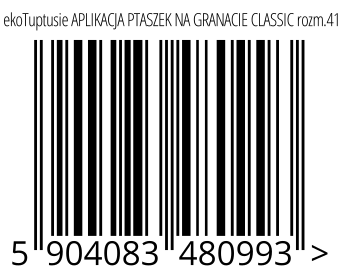 ekoTuptusie APLIKACJA PTASZEK NA GRANACIE CLASSIC rozm.41
5 904083 480993 >